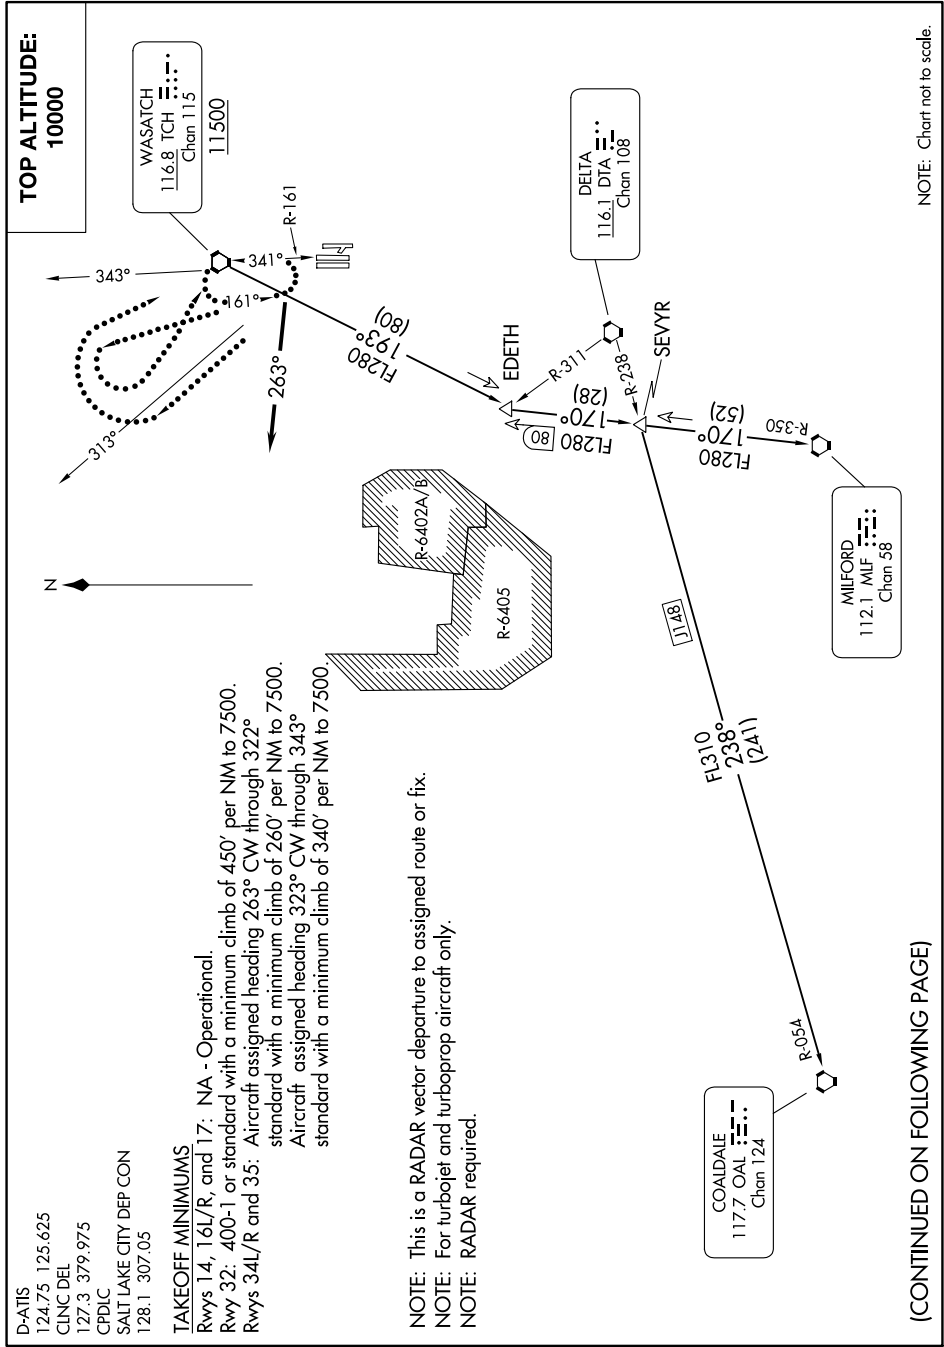 TOP ALTITUDE:
10000
D-ATIS
124.75 125.625
CLNC DEL
127.3 379.975
CPDLC
SALT LAKE CITY DEP CON
128.1 307.05
TAKEOFF MINIMUMS
Rwys 14, 16L/R, and 17: NA - Operational.
Rwy 32: 400-1 or standard with a minimum climb of 450' per NM to 7500.
Rwys 34L/R and 35: Aircraft assigned heading 263° CW through 322°
standard with a minimum climb of 260' per NM to 7500.
Aircraft assigned heading 323° CW through 343°
standard with a minimum climb of 340' per NM to 7500.
NOTE: This is a RADAR vector departure to assigned route or fix.
NOTE: For turbojet and turboprop aircraft only.
NOTE: RADAR required.
N
WASATCH
116.8 TCH
Chan 115
11500
343°
313°
341°
161°
R-161
263°
FL280
193°
(80)
EDETH
R-6402A/B
R-6405
DELTA
116.1 DTA
Chan 108
R-311
R-238
80
FL280
170°
(28)
SEVYR
FL280
170°
(52)
R-350
MILFORD
112.1 MLF
Chan 58
J148
FL310
238°
(241)
R-054
COALDALE
117.7 OAL
Chan 124
(CONTINUED ON FOLLOWING PAGE)
NOTE: Chart not to scale.